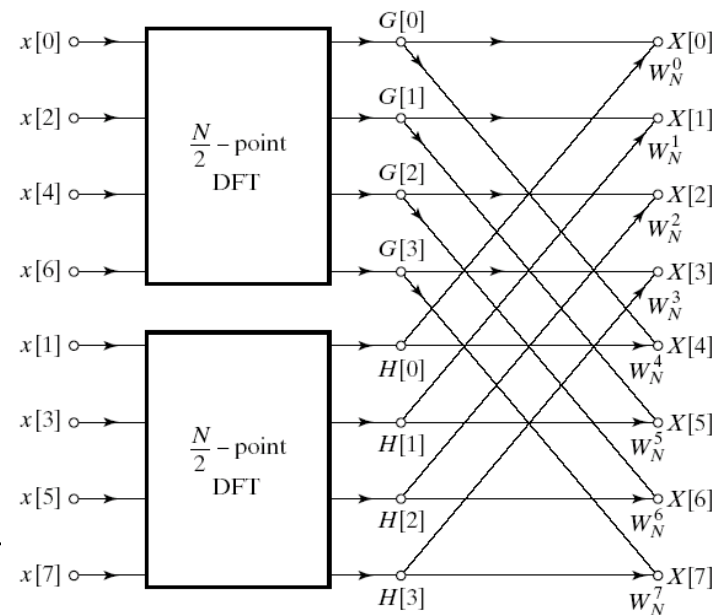 G[0]
x[0] X[0]
W_N^0
G[1]
x[2] X[1]
W_N^1
N/2 – point
DFT
G[2]
x[4] X[2]
W_N^2
G[3]
x[6] X[3]
W_N^3
x[1] X[4]
H[0] W_N^4
x[3] X[5]
H[1] W_N^5
N/2 – point
DFT
x[5] X[6]
H[2] W_N^6
x[7] X[7]
H[3] W_N^7